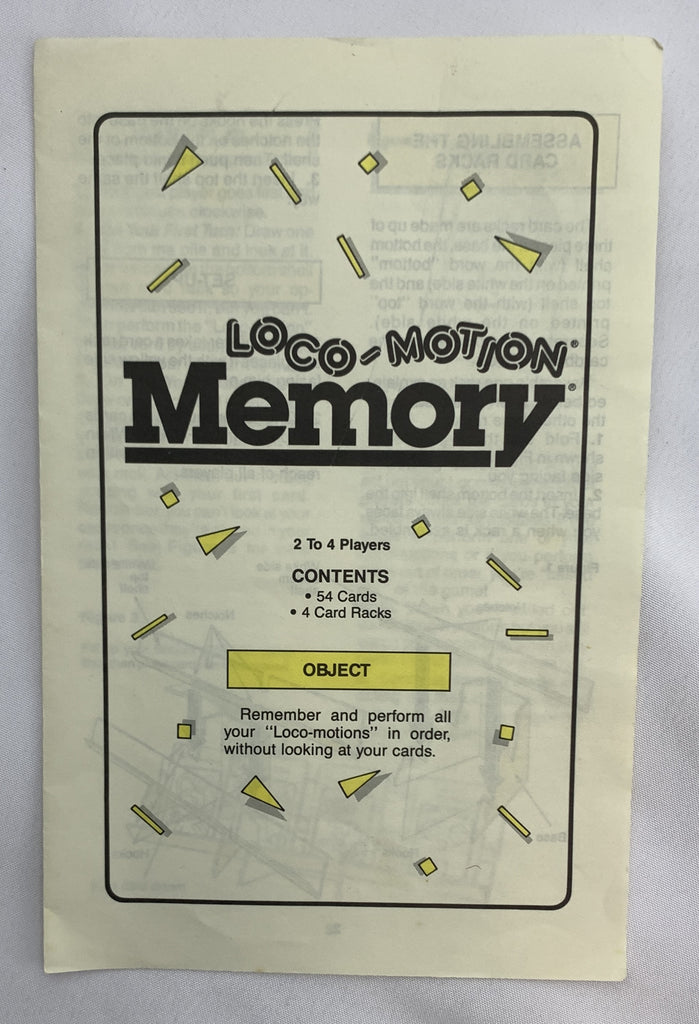 LOCO-MOTION®
Memory®
2 To 4 Players
CONTENTS
• 54 Cards
• 4 Card Racks
OBJECT
Remember and perform all
your "Loco-motions" in order,
without looking at your cards.